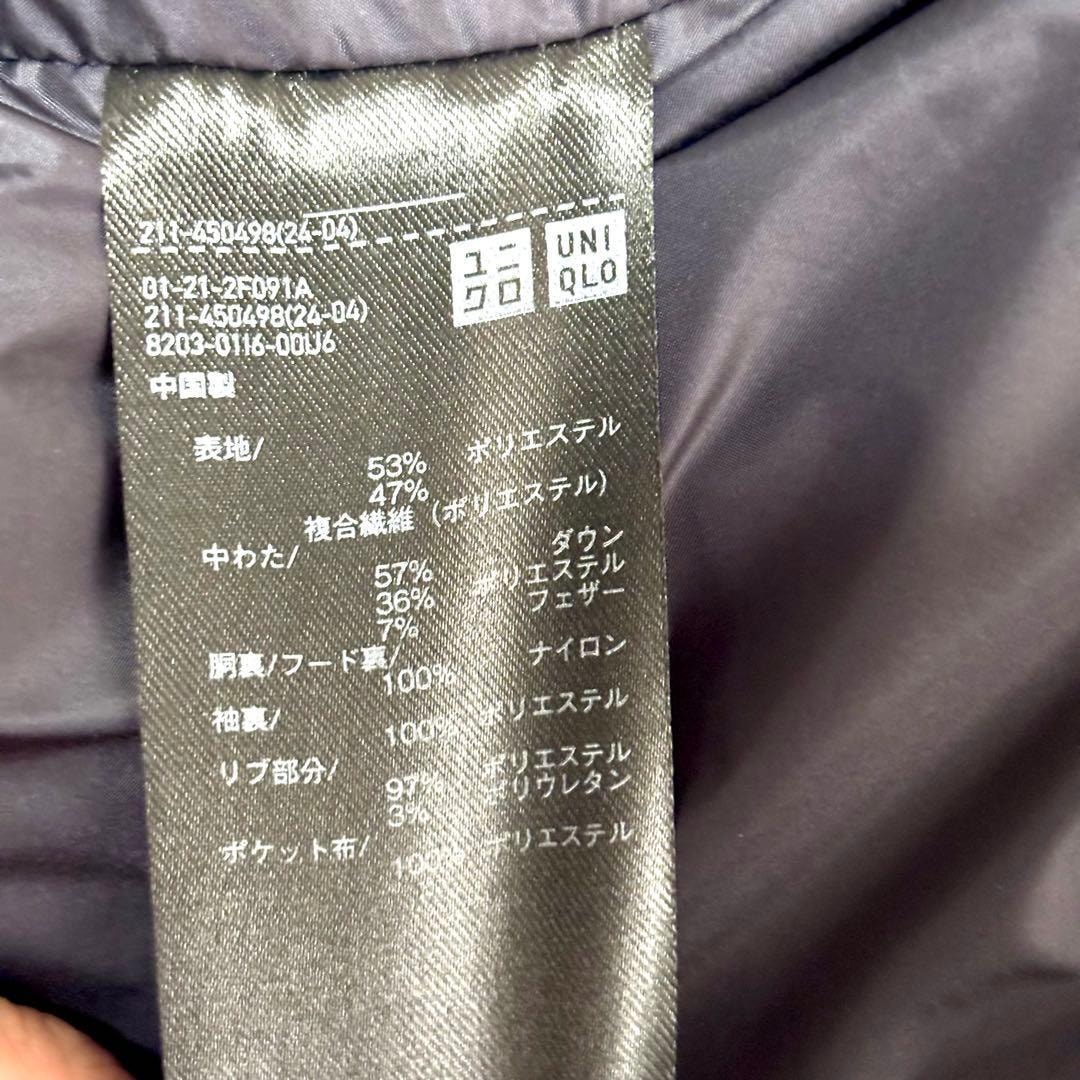 211-450498(24-04)
ユニクロ
UNIQLO
01-21-2F091A
211-450498(24-04)
8203-0116-00U6
中国製
表地/
53% ポリエステル
47%
複合繊維 (ポリエステル)
中わた/
57% ダウン
36% ポリエステル
7% フェザー
胴裏/フード裏/
100% ナイロン
袖裏/
100% ポリエステル
リブ部分/
97% ポリエステル
3% ポリウレタン
ポケット布/
100% ポリエステル